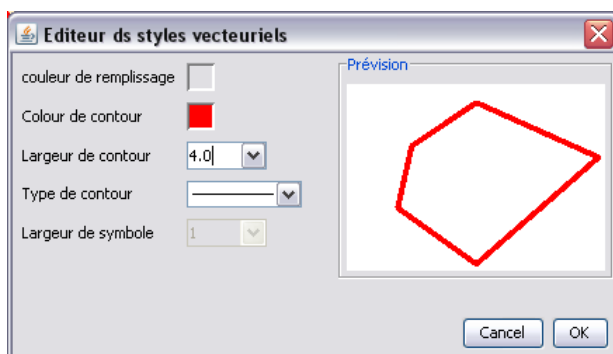 Editeur ds styles vecteuriels
couleur de remplissage
Colour de contour
Largeur de contour 4.0
Type de contour
Largeur de symbole 1
Prévision
Cancel OK